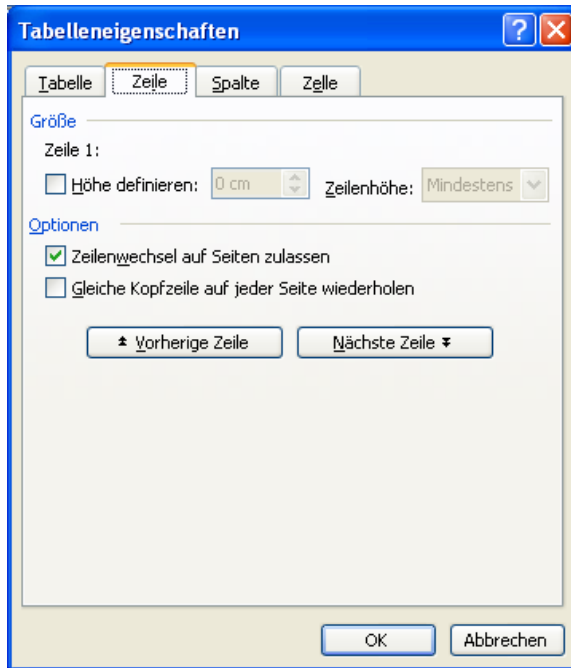 Tabelleneigenschaften
Tabelle Zeile Spalte Zelle
Größe
Zeile 1:
Höhe definieren: 0 cm Zeilenhöhe: Mindestens
Optionen
Zeilenwechsel auf Seiten zulassen
Gleiche Kopfzeile auf jeder Seite wiederholen
Vorherige Zeile Nächste Zeile
OK Abbrechen